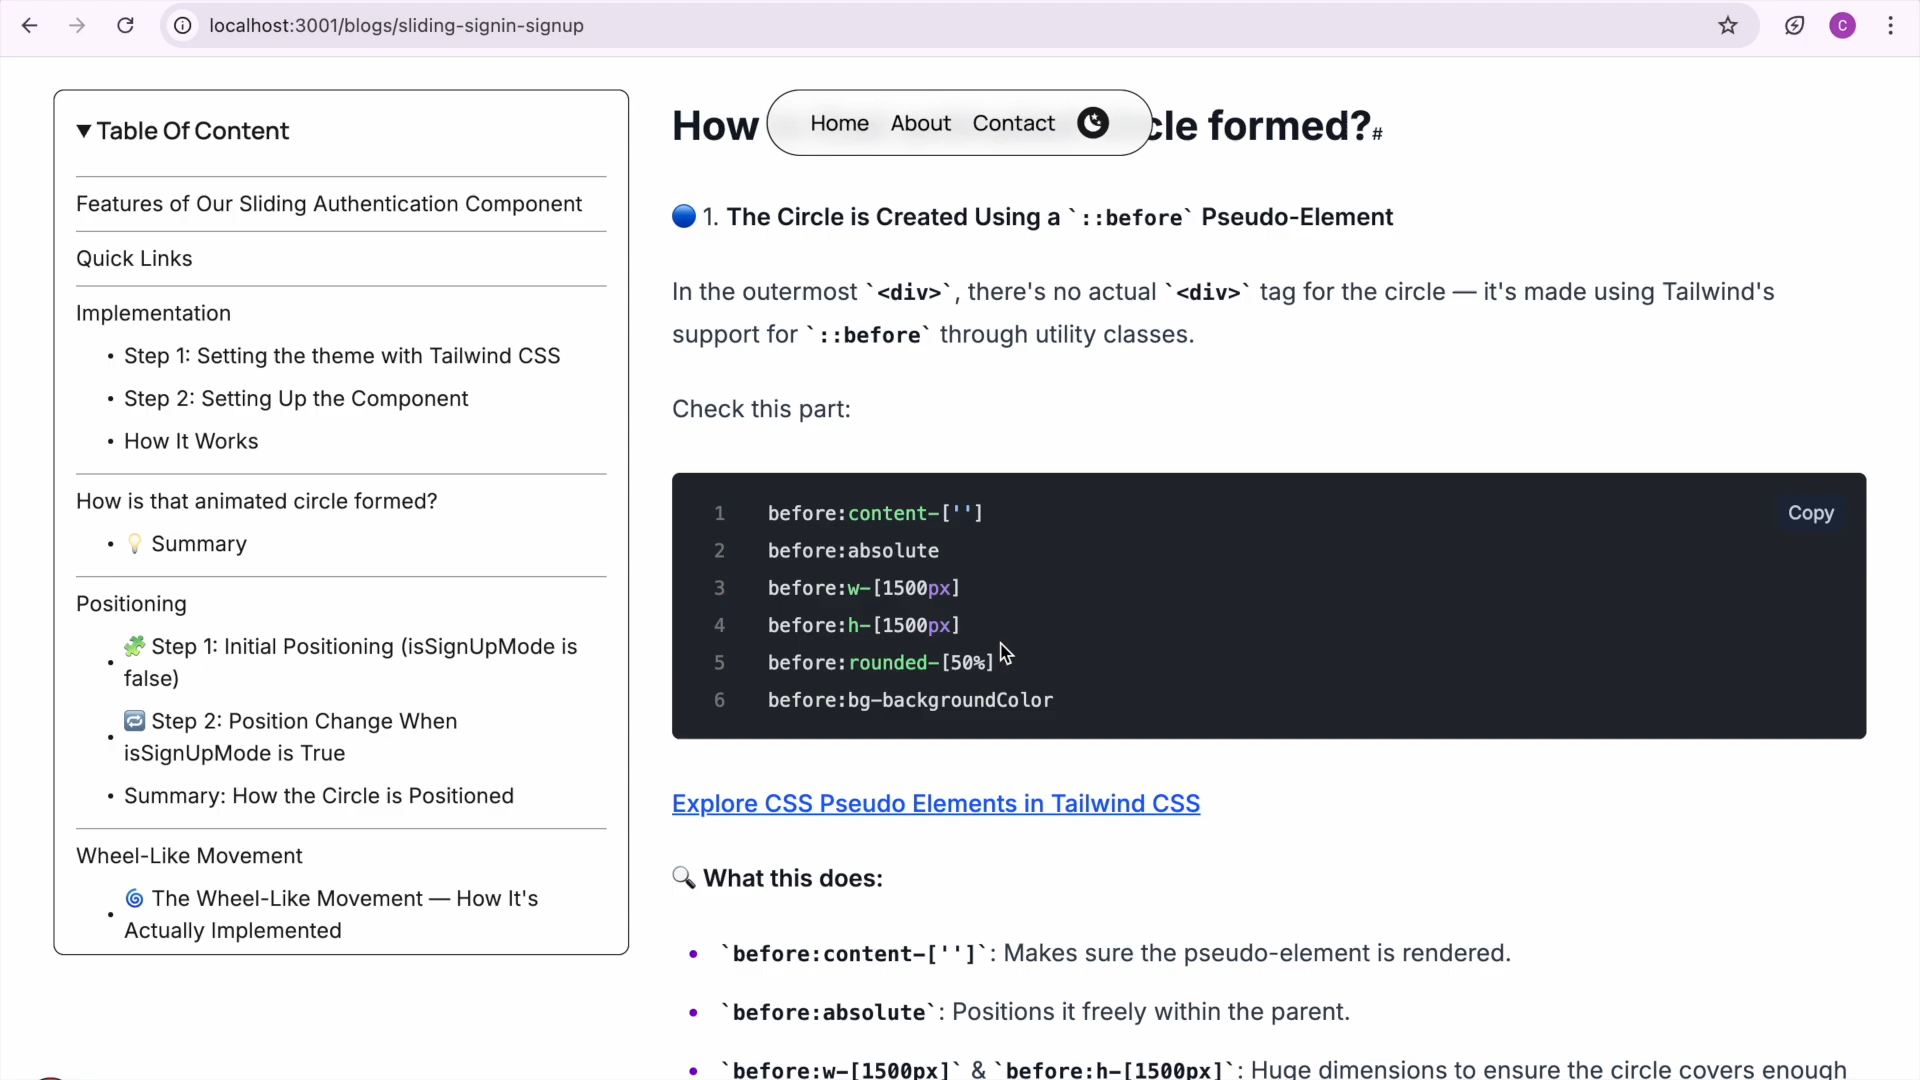 localhost:3001/blogs/sliding-signin-signup
C
▼ Table Of Content
Features of Our Sliding Authentication Component
Quick Links
Implementation
• Step 1: Setting the theme with Tailwind CSS
• Step 2: Setting Up the Component
• How It Works
How is that animated circle formed?
• 💡 Summary
Positioning
• 🧩 Step 1: Initial Positioning (isSignUpMode is
false)
• 🔁 Step 2: Position Change When
isSignUpMode is True
• Summary: How the Circle is Positioned
Wheel-Like Movement
• 🌀 The Wheel-Like Movement — How It's
Actually Implemented
Home About Contact
How cle formed?#
🔵 1. The Circle is Created Using a `::before` Pseudo-Element
In the outermost `<div>`, there's no actual `<div>` tag for the circle — it's made using Tailwind's
support for `::before` through utility classes.
Check this part:
Copy
1 before:content-['']
2 before:absolute
3 before:w-[1500px]
4 before:h-[1500px]
5 before:rounded-[50%]
6 before:bg-backgroundColor
Explore CSS Pseudo Elements in Tailwind CSS
🔍 What this does:
• `before:content-['']`: Makes sure the pseudo-element is rendered.
• `before:absolute`: Positions it freely within the parent.
• `before:w-[1500px]` & `before:h-[1500px]`: Huge dimensions to ensure the circle covers enough